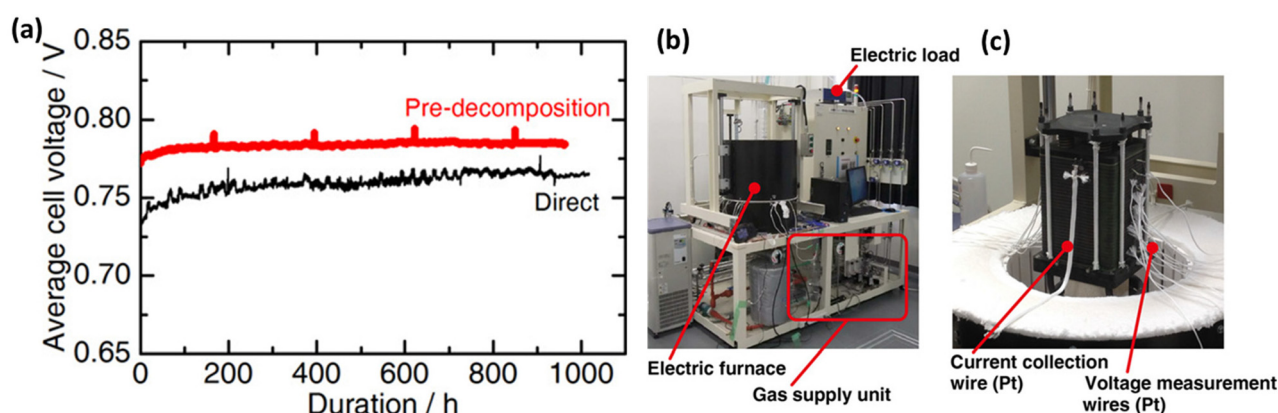 (a)
Average cell voltage / V
0.85
0.80
0.75
0.70
0.65
Pre-decomposition
Direct
0
200
400
600
800
1000
Duration / h
(b)
Electric load
Electric furnace
Gas supply unit
(c)
Current collection
wire (Pt)
Voltage measurement
wires (Pt)